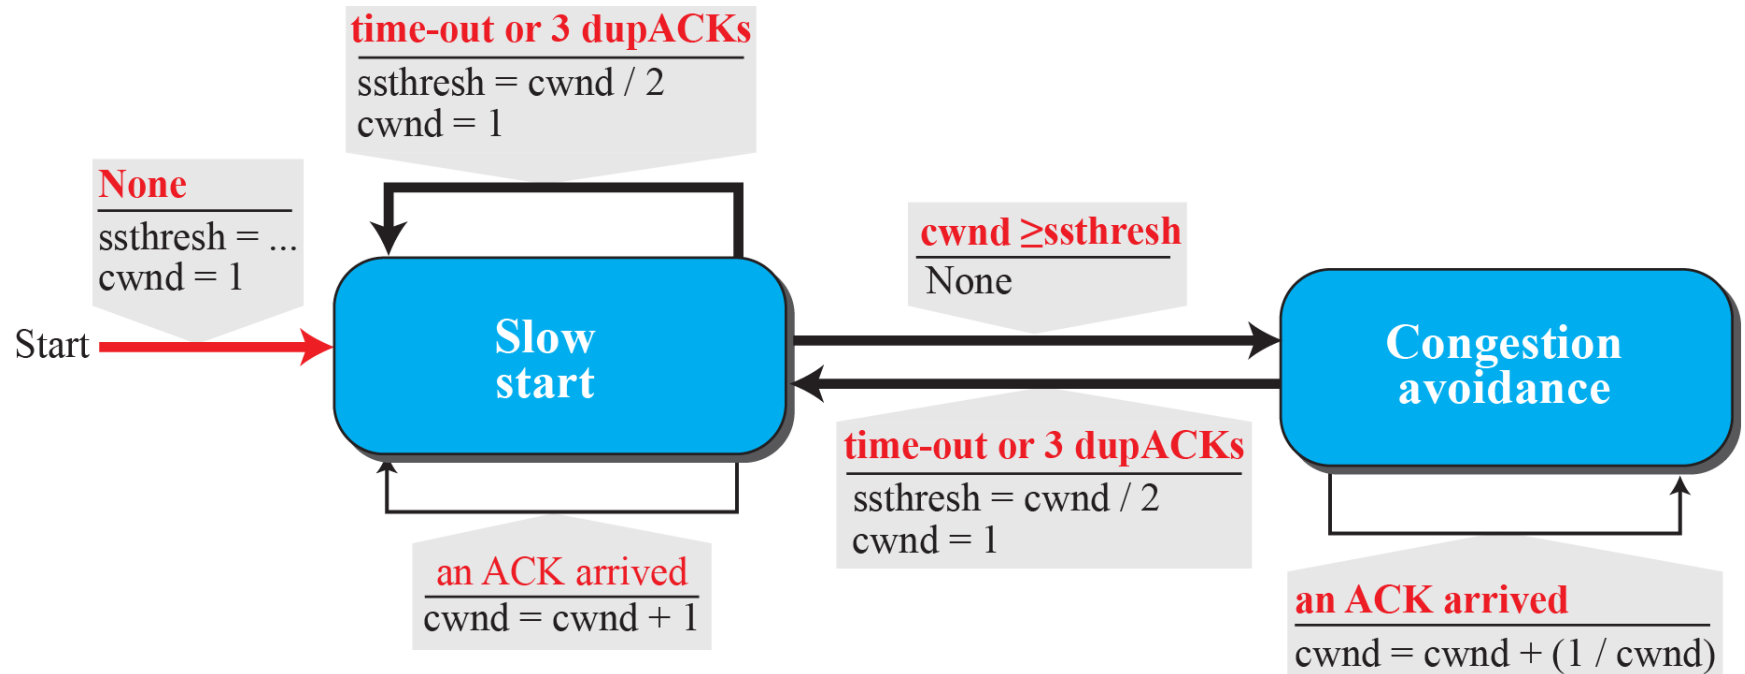 time-out or 3 dupACKs
ssthresh = cwnd / 2
cwnd = 1
None
ssthresh = ...
cwnd = 1
Start
Slow
start
cwnd ≥ssthresh
None
Congestion
avoidance
time-out or 3 dupACKs
ssthresh = cwnd / 2
cwnd = 1
an ACK arrived
cwnd = cwnd + 1
an ACK arrived
cwnd = cwnd + (1 / cwnd)